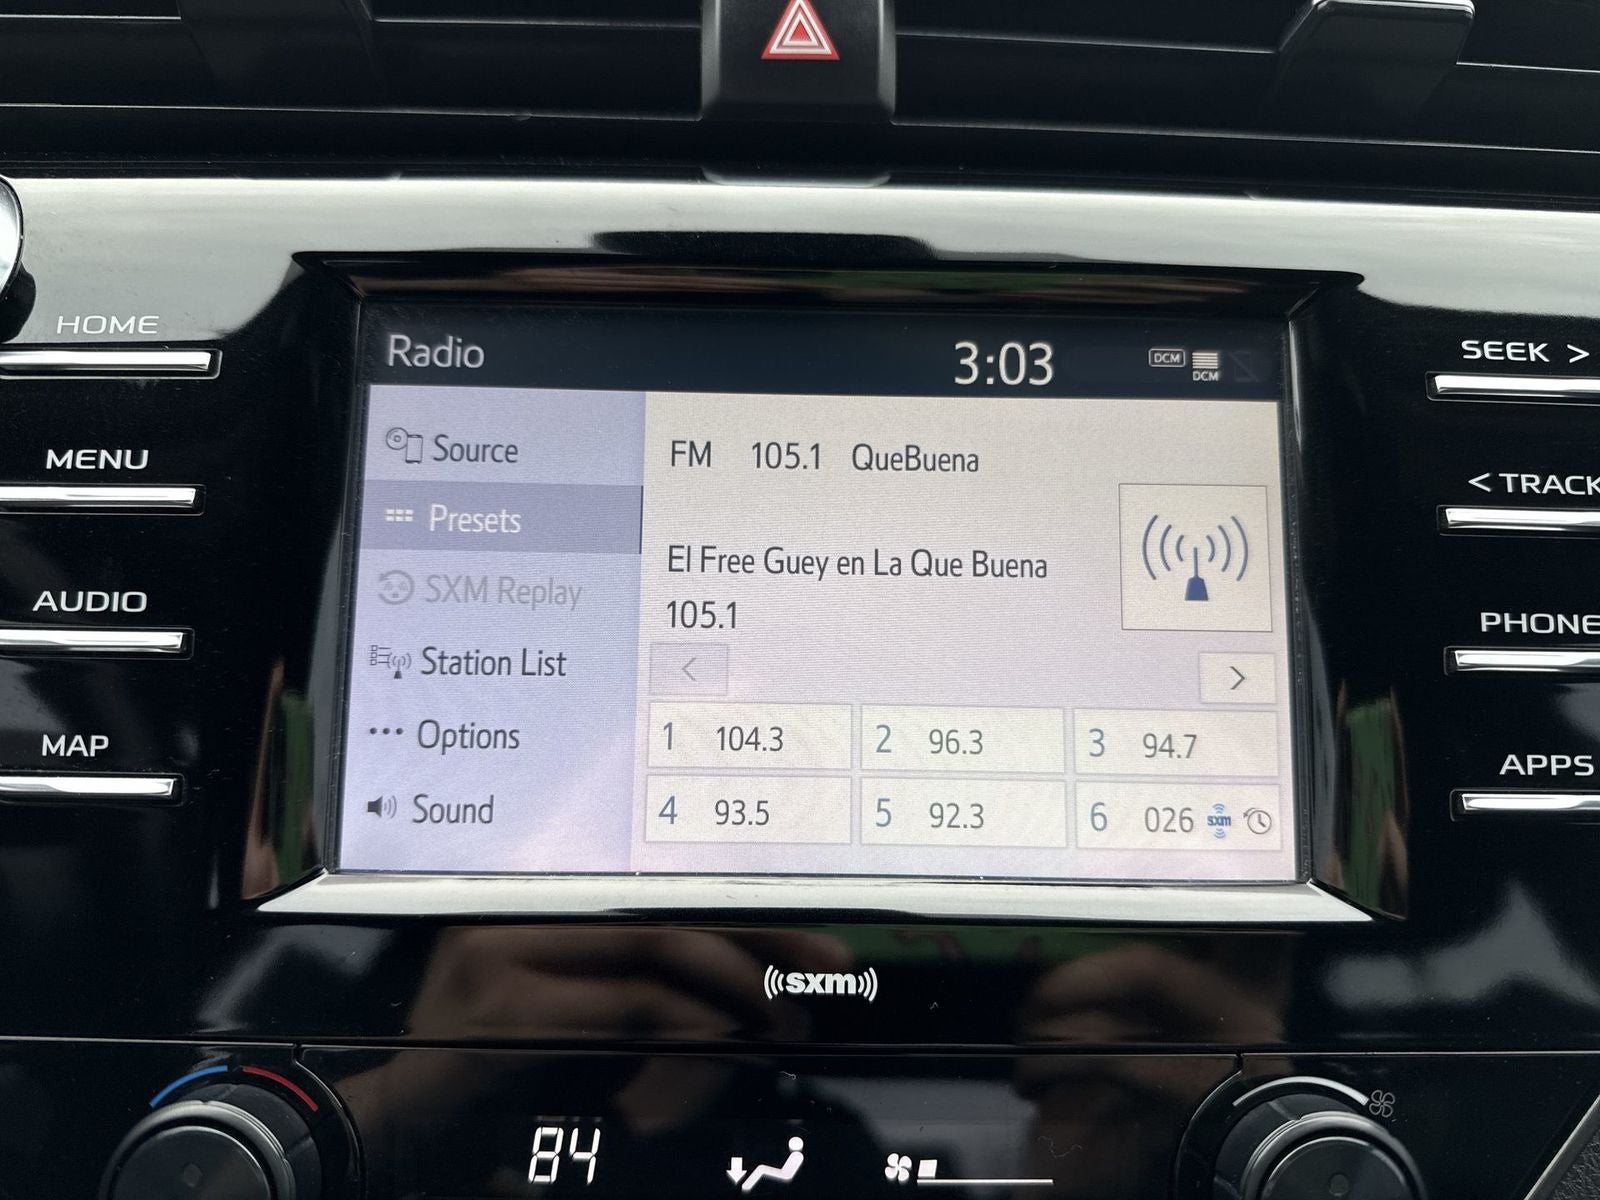 HOME
MENU
AUDIO
MAP
Radio
3:03
DCM
DCM
Source
Presets
SXM Replay
Station List
Options
Sound
FM 105.1 QueBuena
El Free Guey en La Que Buena
105.1
<
>
1 104.3
2 96.3
3 94.7
4 93.5
5 92.3
6 026 sxm
SEEK >
< TRACK
PHONE
APPS
sxm
84